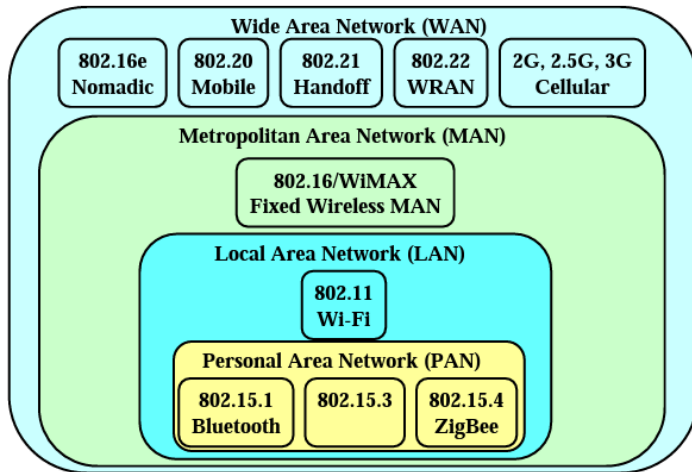 Wide Area Network (WAN)
802.16e
Nomadic
802.20
Mobile
802.21
Handoff
802.22
WRAN
2G, 2.5G, 3G
Cellular
Metropolitan Area Network (MAN)
802.16/WiMAX
Fixed Wireless MAN
Local Area Network (LAN)
802.11
Wi-Fi
Personal Area Network (PAN)
802.15.1
Bluetooth
802.15.3
802.15.4
ZigBee